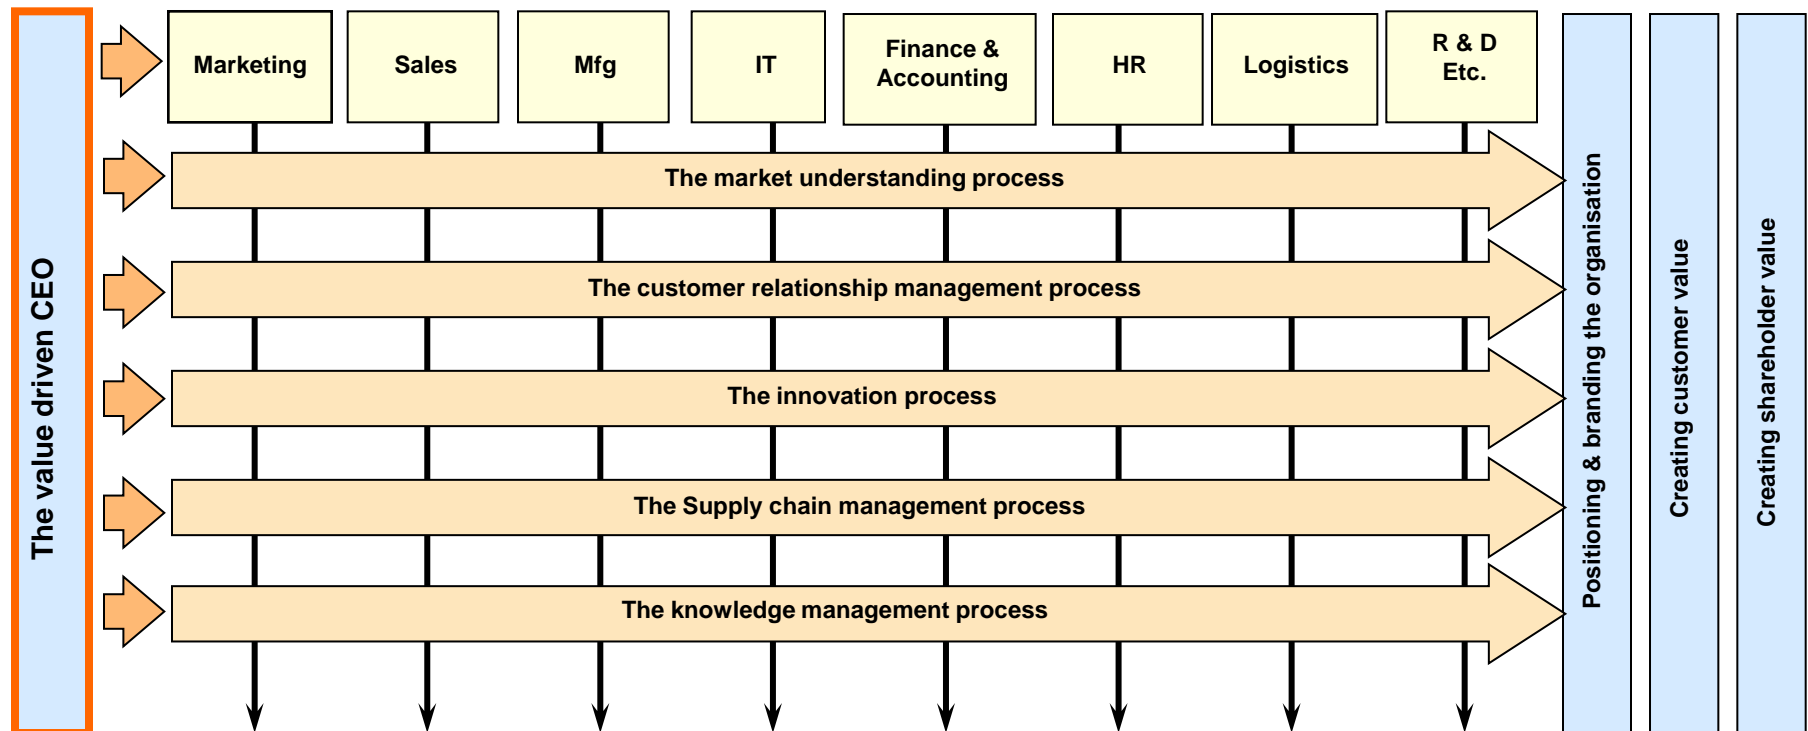 The value driven CEO
Marketing
Sales
Mfg
IT
Finance &
Accounting
HR
Logistics
R & D
Etc.
The market understanding process
The customer relationship management process
The innovation process
The Supply chain management process
The knowledge management process
Positioning & branding the organisation
Creating customer value
Creating shareholder value